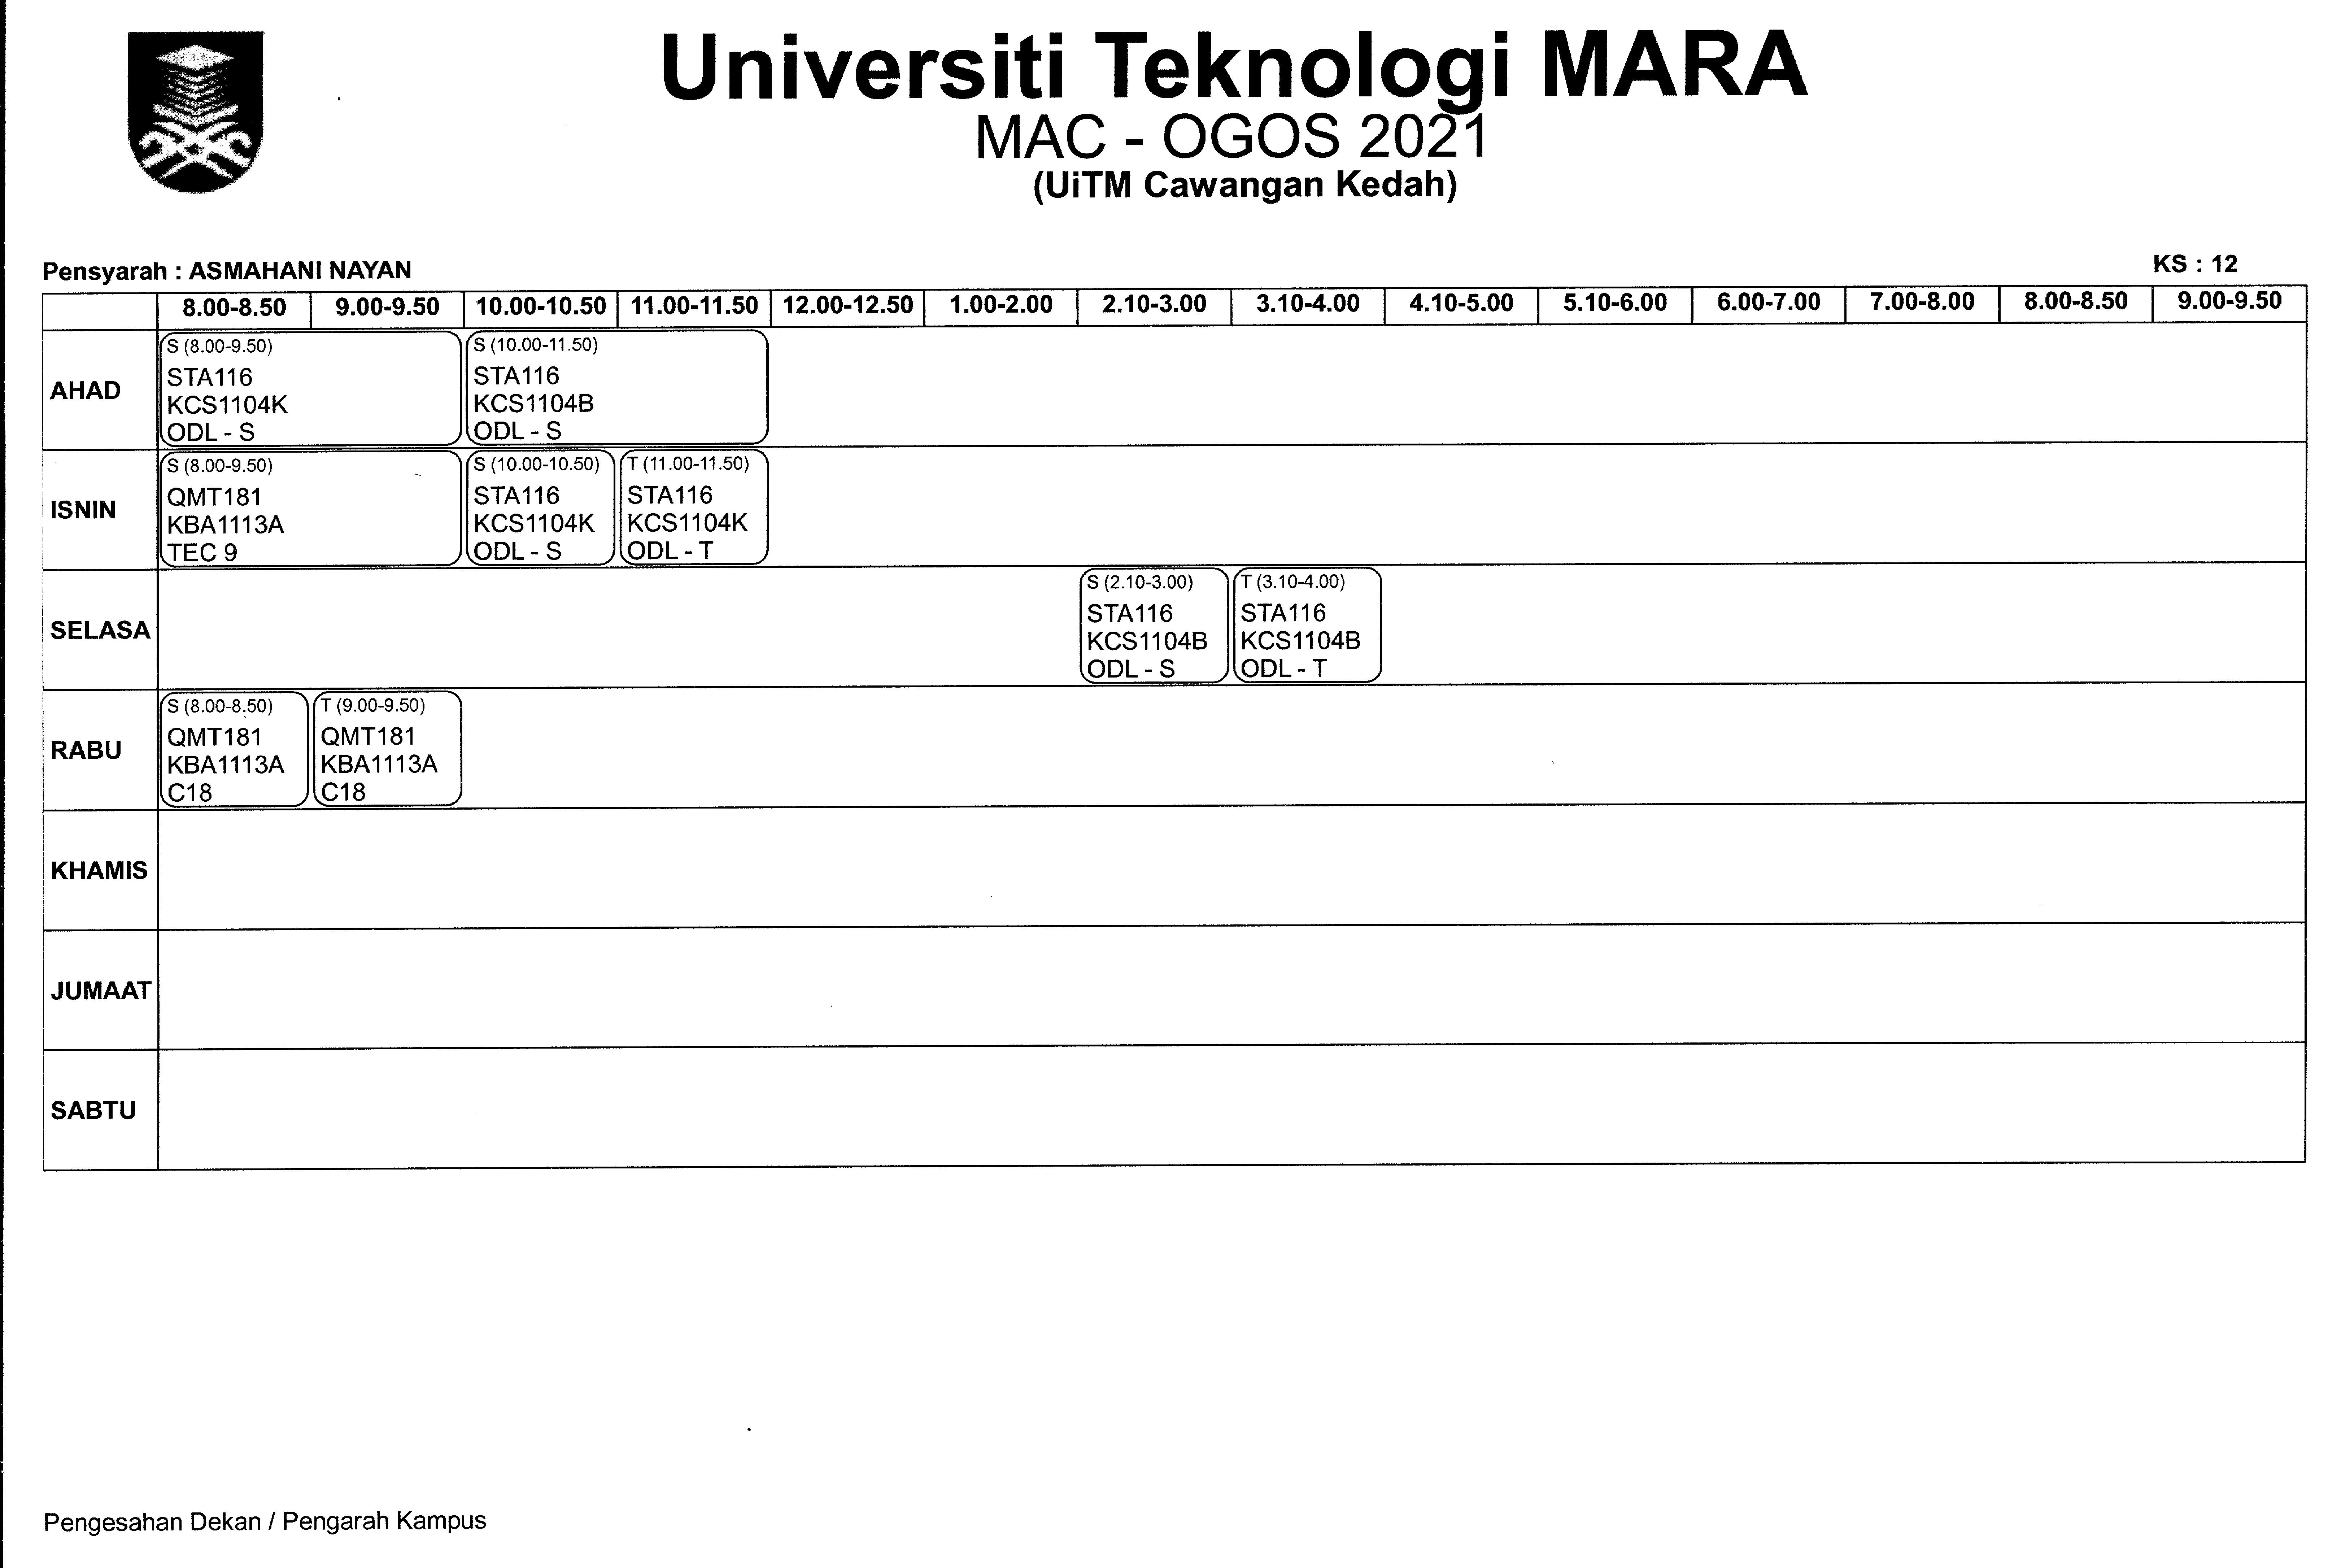 Universiti Teknologi MARA
MAC - OGOS 2021
(UiTM Cawangan Kedah)
Pensyarah : ASMAHANI NAYAN
KS : 12
8.00-8.50 9.00-9.50 10.00-10.50 11.00-11.50 12.00-12.50 1.00-2.00 2.10-3.00 3.10-4.00 4.10-5.00 5.10-6.00 6.00-7.00 7.00-8.00 8.00-8.50 9.00-9.50
AHAD
S (8.00-9.50)
STA116
KCS1104K
ODL - S
S (10.00-11.50)
STA116
KCS1104B
ODL - S
ISNIN
S (8.00-9.50)
QMT181
KBA1113A
TEC 9
S (10.00-10.50)
STA116
KCS1104K
ODL - S
T (11.00-11.50)
STA116
KCS1104K
ODL - T
SELASA
S (2.10-3.00)
STA116
KCS1104B
ODL - S
T (3.10-4.00)
STA116
KCS1104B
ODL - T
RABU
S (8.00-8.50)
QMT181
KBA1113A
C18
T (9.00-9.50)
QMT181
KBA1113A
C18
KHAMIS
JUMAAT
SABTU
Pengesahan Dekan / Pengarah Kampus